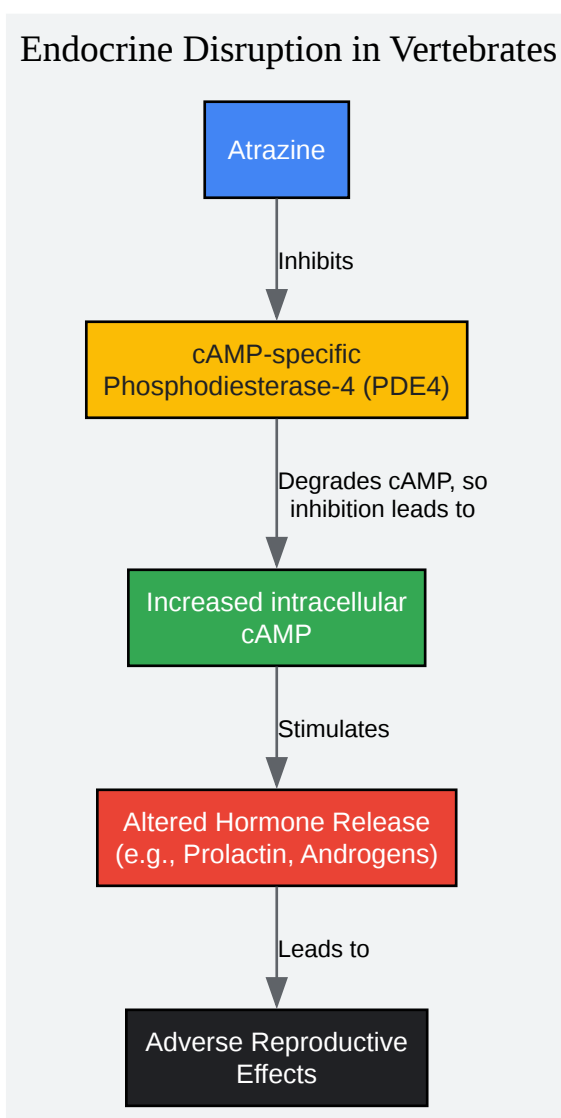 Endocrine Disruption in Vertebrates
Atrazine
Inhibits
cAMP-specific
Phosphodiesterase-4 (PDE4)
Degrades cAMP, so
inhibition leads to
Increased intracellular
cAMP
Stimulates
Altered Hormone Release
(e.g., Prolactin, Androgens)
Leads to
Adverse Reproductive
Effects